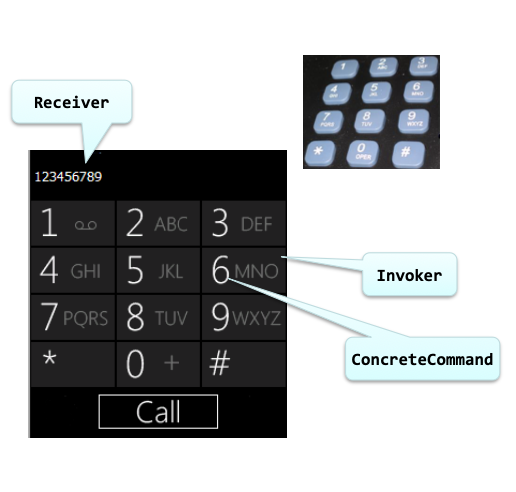 1
2
ABC
3
DEF
4
GHI
5
JKL
6
MNO
7
PQRS
8
TUV
9
WXYZ
*
0
OPER
#
Receiver
123456789
1
2 ABC
3 DEF
4 GHI
5 JKL
6 MNO
7 PQRS
8 TUV
9 WXYZ
*
0 +
#
Call
Invoker
ConcreteCommand